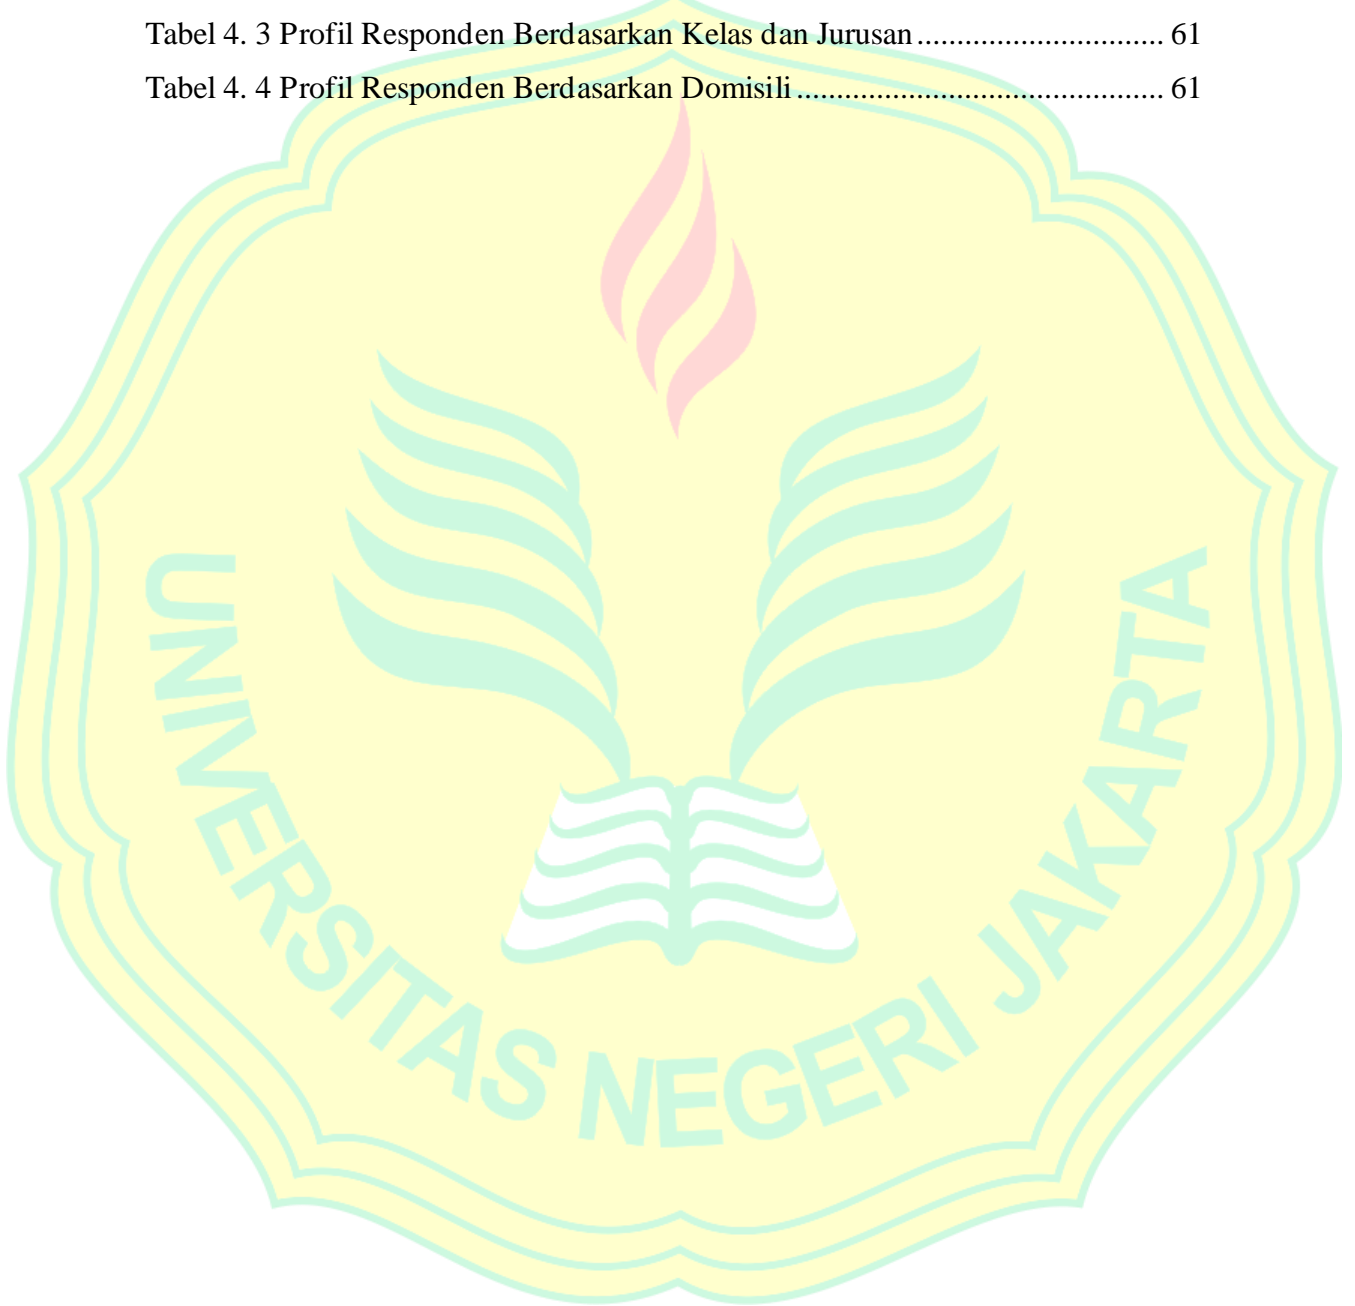 Tabel 4. 3 Profil Responden Berdasarkan Kelas dan Jurusan............................... 61
Tabel 4. 4 Profil Responden Berdasarkan Domisili.............................................. 61
UNIVERSITAS NEGERI JAKARTA